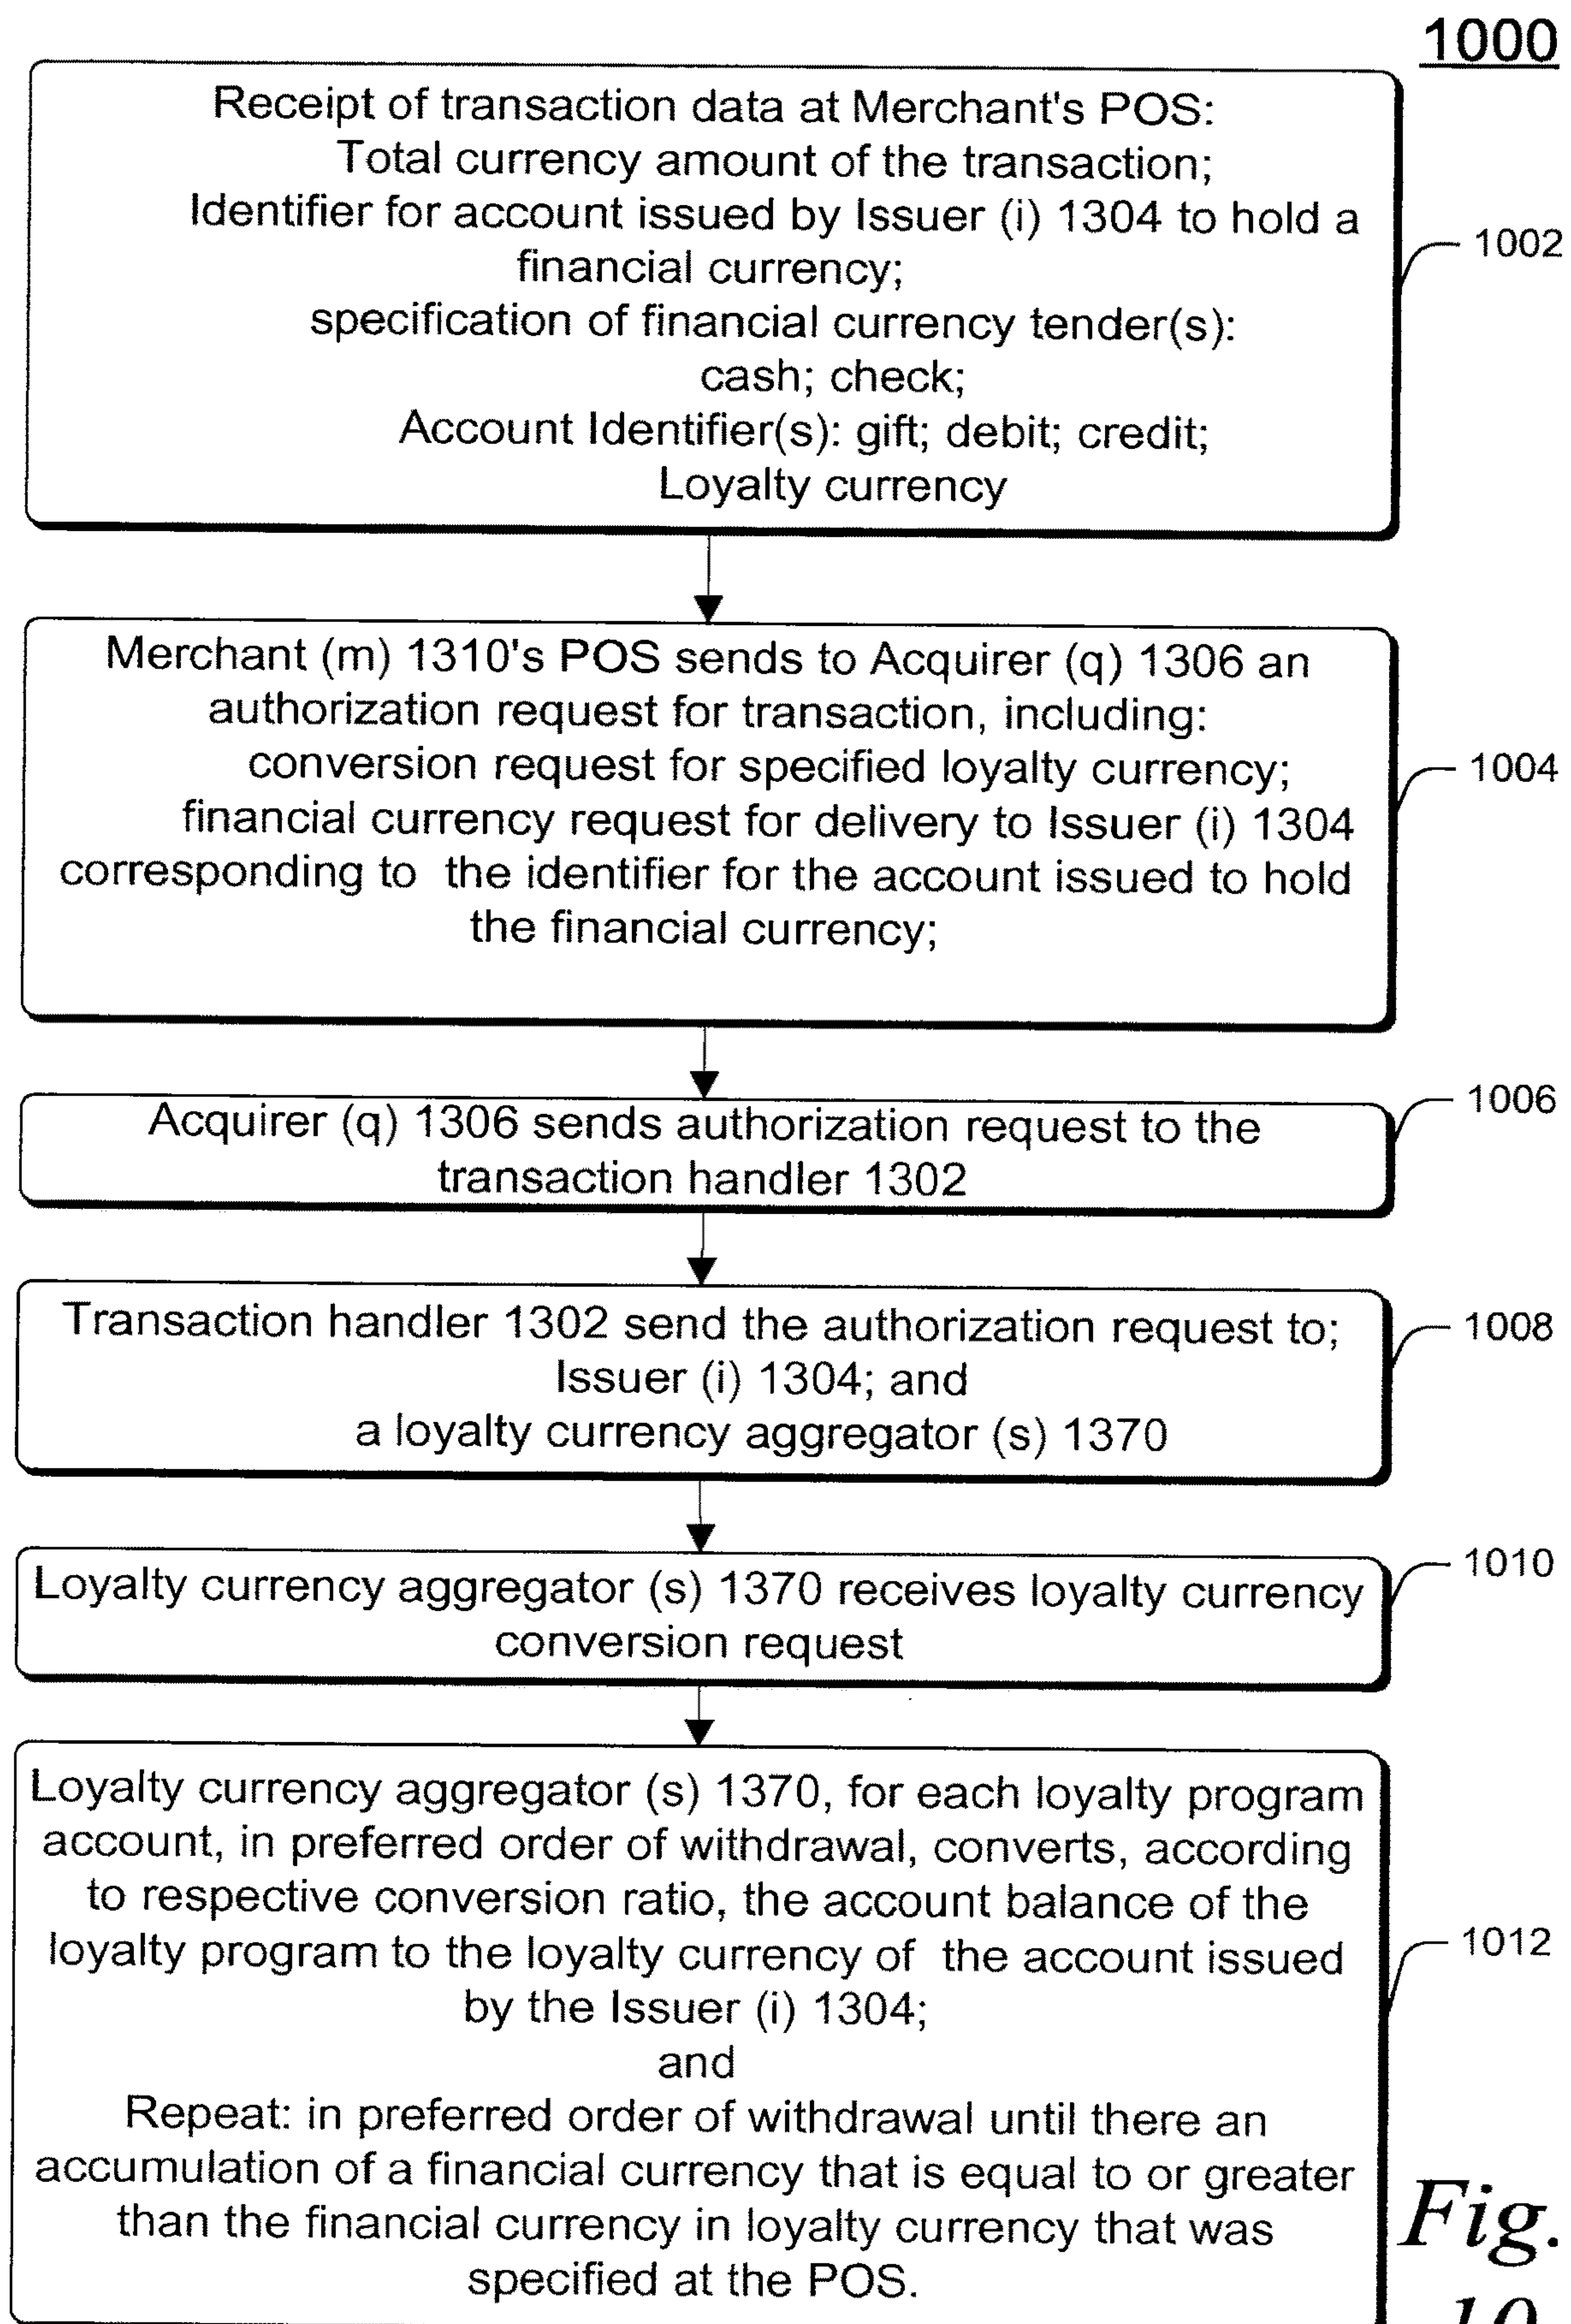 1000
Receipt of transaction data at Merchant's POS:
Total currency amount of the transaction;
Identifier for account issued by Issuer (i) 1304 to hold a
financial currency;
specification of financial currency tender(s):
cash; check;
Account Identifier(s): gift; debit; credit;
Loyalty currency
1002
Merchant (m) 1310's POS sends to Acquirer (q) 1306 an
authorization request for transaction, including:
conversion request for specified loyalty currency;
financial currency request for delivery to Issuer (i) 1304
corresponding to the identifier for the account issued to hold
the financial currency;
1004
Acquirer (q) 1306 sends authorization request to the
transaction handler 1302
1006
Transaction handler 1302 send the authorization request to;
Issuer (i) 1304; and
a loyalty currency aggregator (s) 1370
1008
Loyalty currency aggregator (s) 1370 receives loyalty currency
conversion request
1010
Loyalty currency aggregator (s) 1370, for each loyalty program
account, in preferred order of withdrawal, converts, according
to respective conversion ratio, the account balance of the
loyalty program to the loyalty currency of the account issued
by the Issuer (i) 1304;
and
Repeat: in preferred order of withdrawal until there an
accumulation of a financial currency that is equal to or greater
than the financial currency in loyalty currency that was
specified at the POS.
1012
Fig.
10